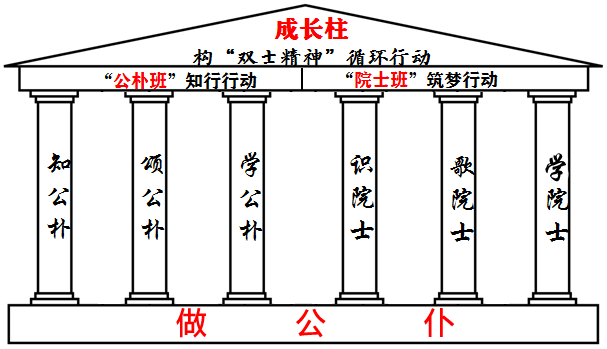 成长柱
构“双士精神”循环行动
“公朴班”知行行动
“院士班”筑梦行动
知公朴
颂公朴
学公朴
识院士
歌院士
学院士
做公仆